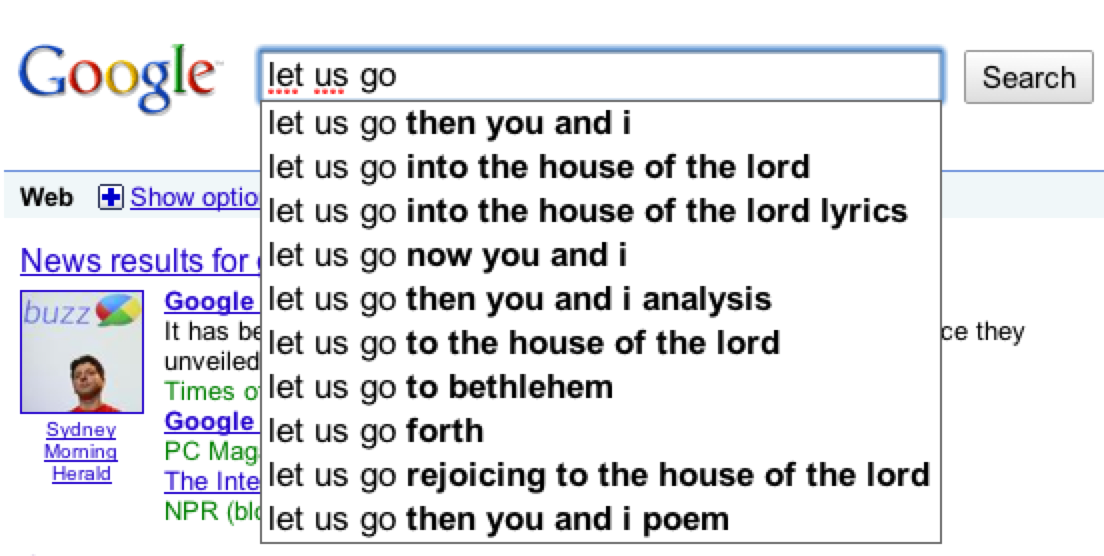 Google
let us go
Search
let us go then you and i
let us go into the house of the lord
let us go into the house of the lord lyrics
let us go now you and i
let us go then you and i analysis
let us go to the house of the lord
let us go to bethlehem
let us go forth
let us go rejoicing to the house of the lord
let us go then you and i poem
Web Show optio
News results for
buzz
Sydney
Morning
Herald
Google
It has be ce they
unveiled
Times o
Google
PC Mag
The Inte
NPR (blo